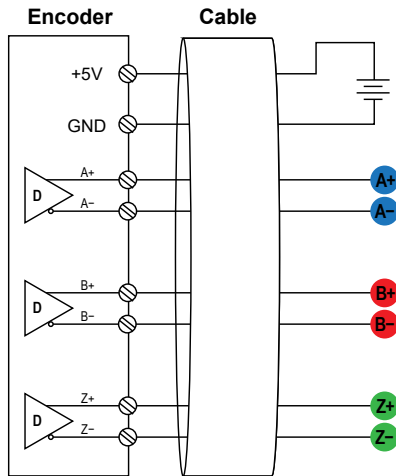 Encoder Cable
+5V
GND
D A+ A+
A− A−
D B+ B+
B− B−
D Z+ Z+
Z− Z−